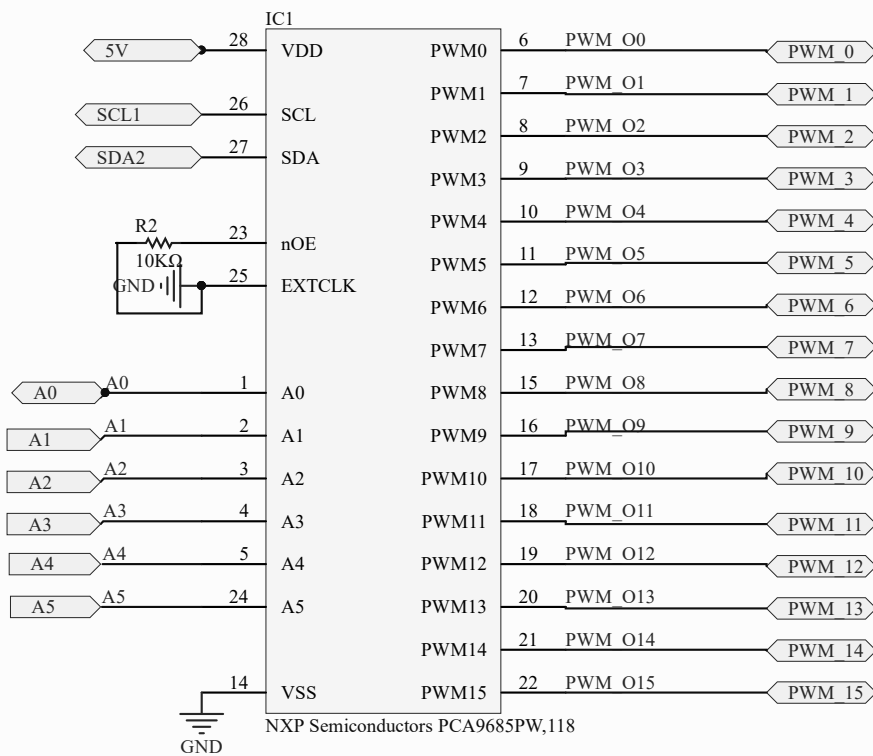 IC1
5V 28 VDD PWM0 6 PWM_O0 PWM_0
PWM1 7 PWM_O1 PWM_1
SCL1 26 SCL PWM2 8 PWM_O2 PWM_2
SDA2 27 SDA PWM3 9 PWM_O3 PWM_3
PWM4 10 PWM_O4 PWM_4
R2 23 nOE
10KΩ PWM5 11 PWM_O5 PWM_5
GND 25 EXTCLK PWM6 12 PWM_O6 PWM_6
PWM7 13 PWM_O7 PWM_7
A0 A0 1 A0 PWM8 15 PWM_O8 PWM_8
A1 A1 2 A1 PWM9 16 PWM_O9 PWM_9
A2 A2 3 A2 PWM10 17 PWM_O10 PWM_10
A3 A3 4 A3 PWM11 18 PWM_O11 PWM_11
A4 A4 5 A4 PWM12 19 PWM_O12 PWM_12
A5 A5 24 A5 PWM13 20 PWM_O13 PWM_13
PWM14 21 PWM_O14 PWM_14
14 VSS PWM15 22 PWM_O15 PWM_15
NXP Semiconductors PCA9685PW,118
GND